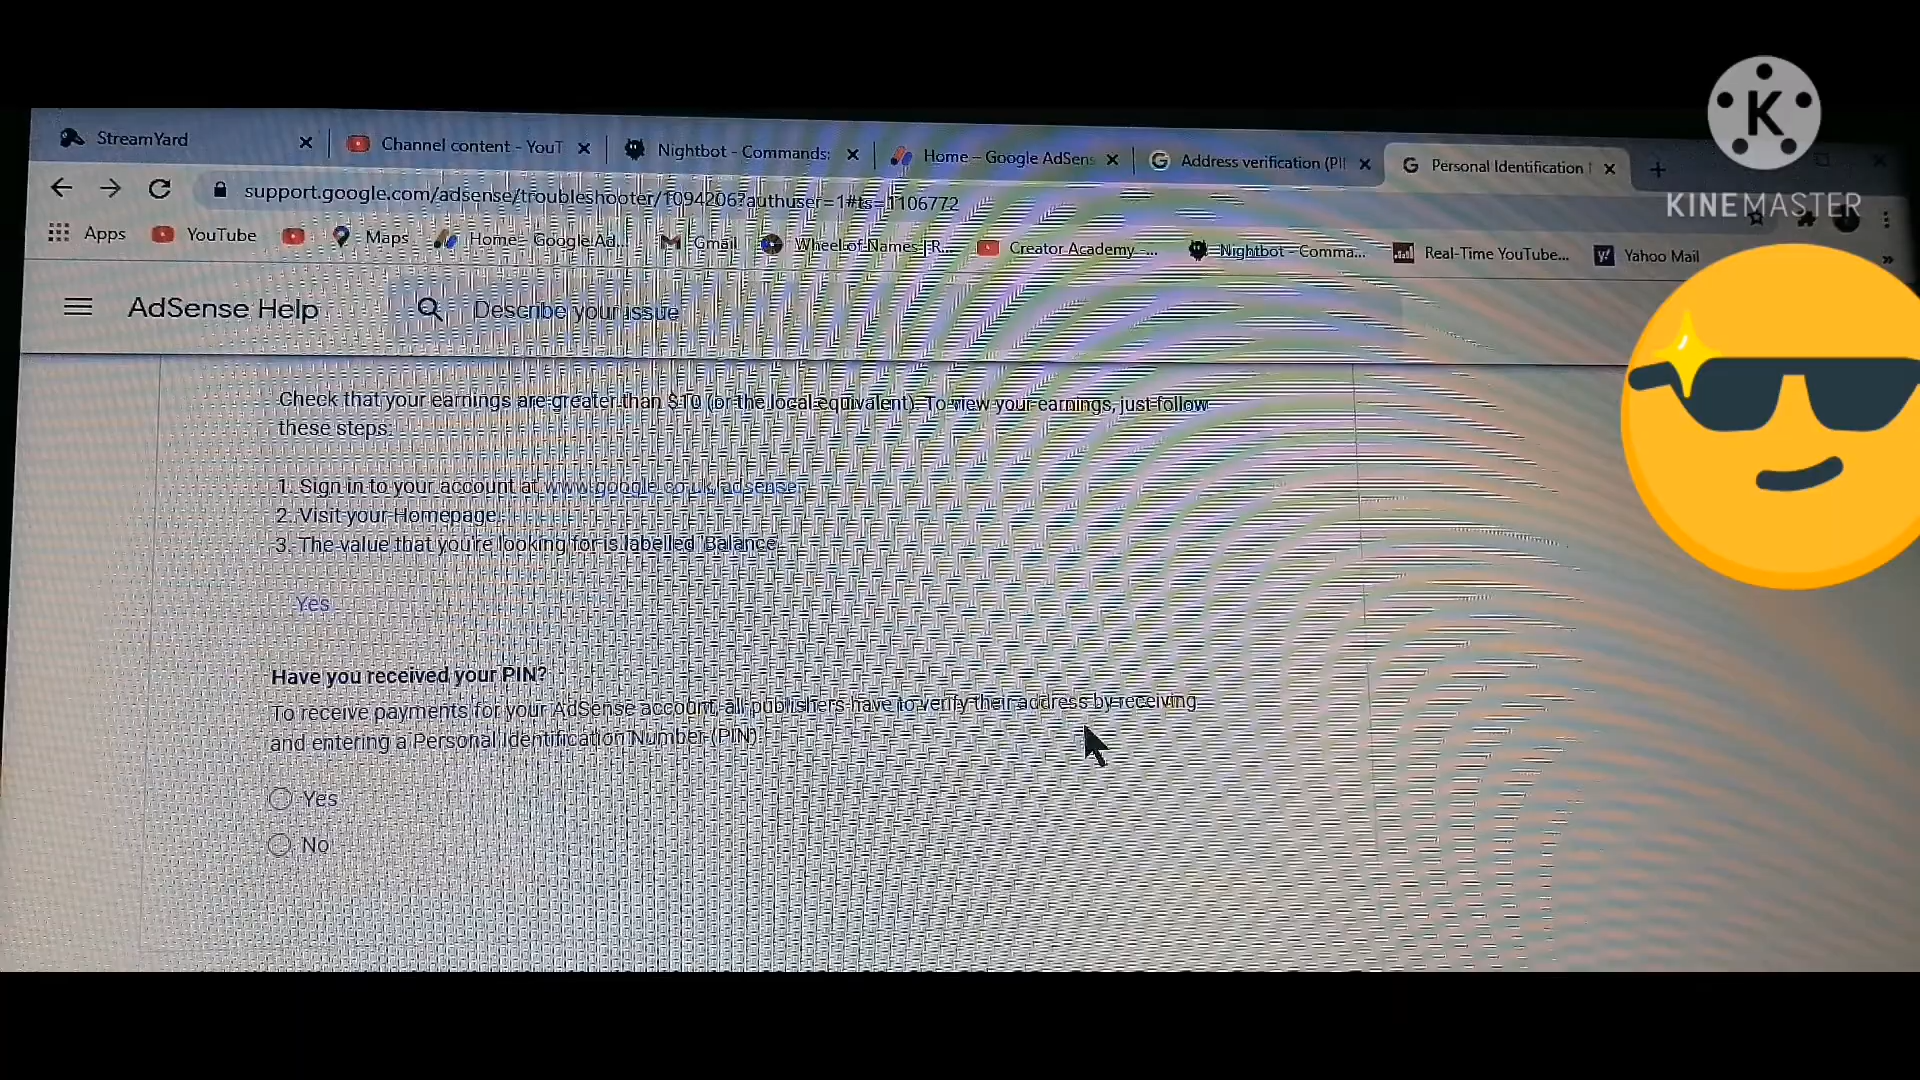 K
KINEMASTER
StreamYard
Channel content - YouT
Nightbot - Commands:
Home – Google AdSens
Address verification (PI
Personal Identification
support.google.com/adsense/troubleshooter/1094206?authuser=1#ts=1106772
Apps
YouTube
Maps
Home - Google Ad...
Gmail
Wheel of Names | R...
Creator Academy -...
Nightbot - Comma...
Real-Time YouTube...
Yahoo Mail
AdSense Help
Describe your issue
Check that your earnings are greater than $10 (or the local equivalent). To view your earnings, just follow
these steps:
1. Sign in to your account at www.google.co.uk/adsense
2. Visit your Homepage.
3. The value that you're looking for is labelled 'Balance'
Yes
Have you received your PIN?
To receive payments for your AdSense account, all publishers have to verify their address by receiving
and entering a Personal Identification Number (PIN).
Yes
No